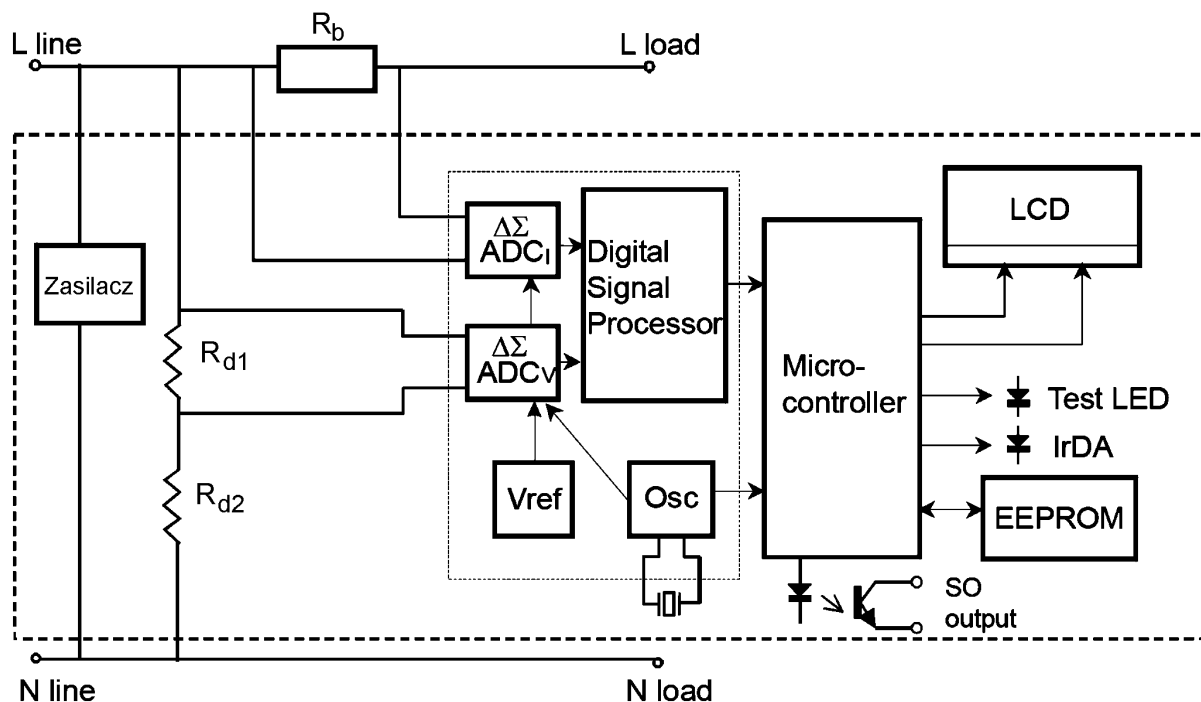 R_b
L line
L load
LCD
ΔΣ
ADC_I
Digital
Signal
Processor
Zasilacz
ΔΣ
ADC_V
R_d1
Micro-
controller
Test LED
IrDA
R_d2
Vref
Osc
EEPROM
SO
output
N line
N load